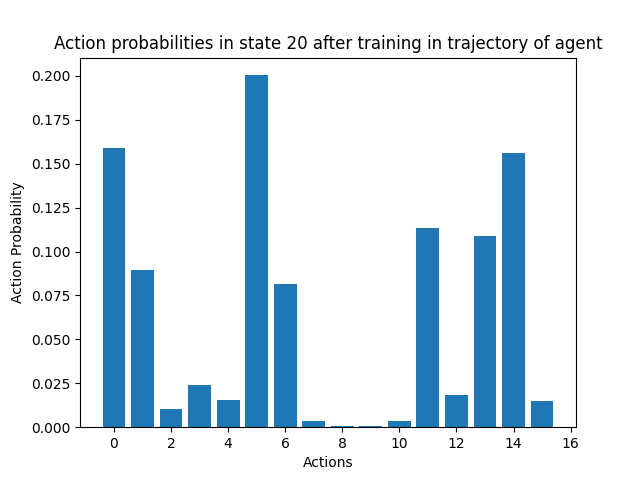 Action probabilities in state 20 after training in trajectory of agent
0.200
0.175
0.150
0.125
0.100
0.075
0.050
0.025
0.000
Action Probability
0 2 4 6 8 10 12 14 16
Actions